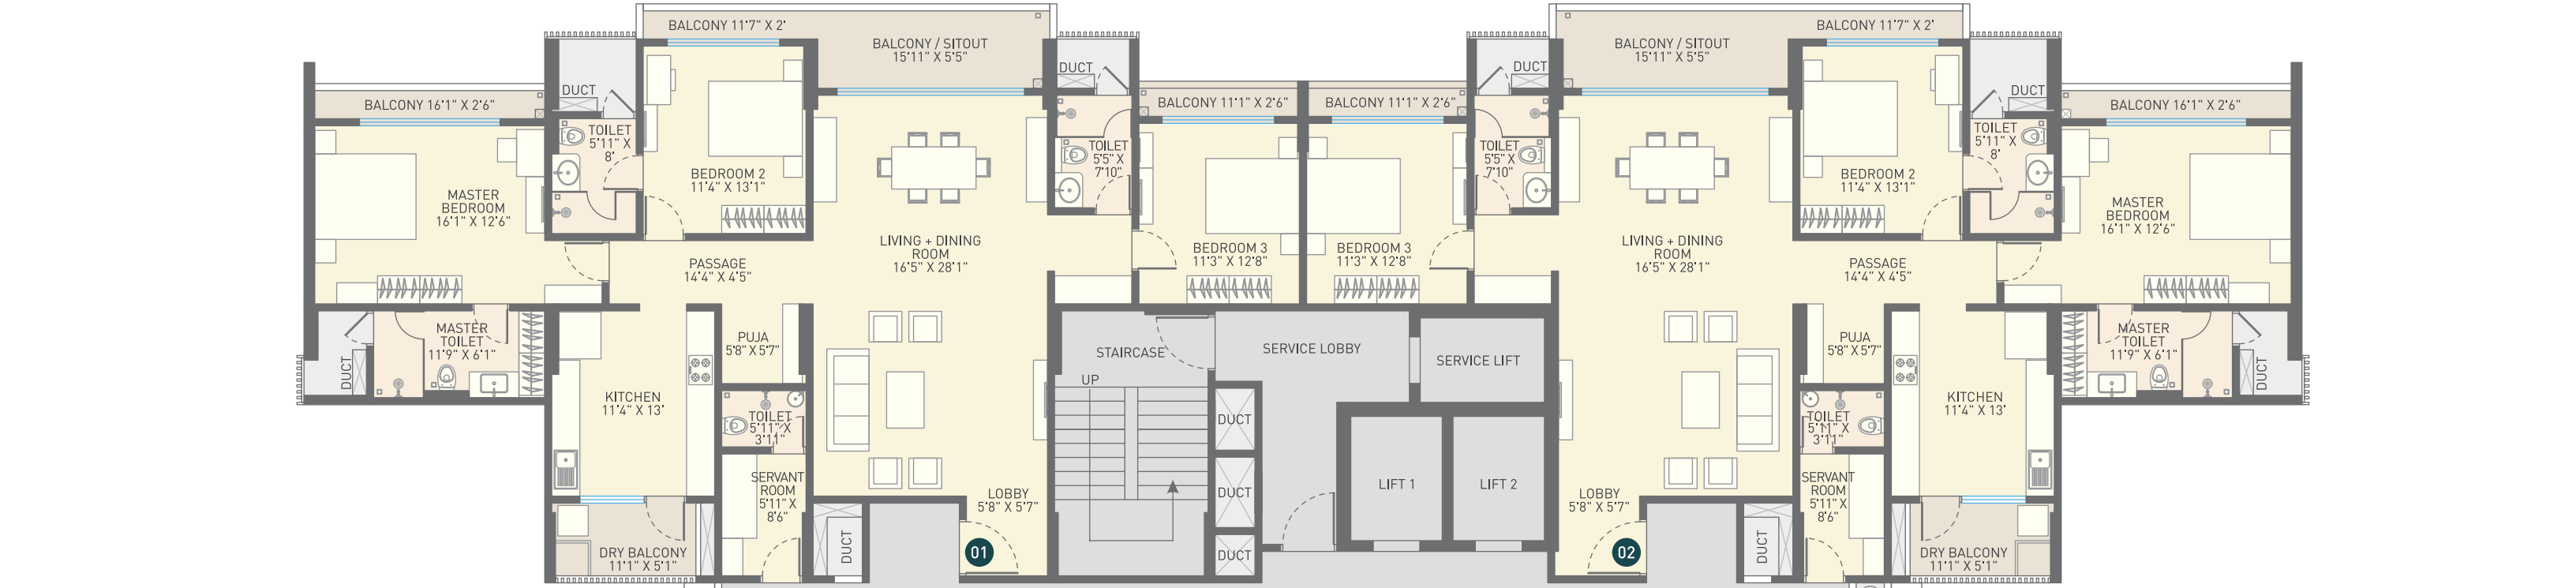 BALCONY 11'7" X 2'
BALCONY / SITOUT
15'11" X 5'5"
DUCT
BALCONY 16'1" X 2'6"
DUCT
TOILET
5'11" X
8'
MASTER
BEDROOM
16'1" X 12'6"
BEDROOM 2
11'4" X 13'1"
TOILET
5'5" X
7'10"
BALCONY 11'1" X 2'6"
BEDROOM 3
11'3" X 12'8"
LIVING + DINING
ROOM
16'5" X 28'1"
PASSAGE
14'4" X 4'5"
MASTER
TOILET
11'9" X 6'1"
DUCT
PUJA
5'8" X 5'7"
KITCHEN
11'4" X 13'
TOILET
5'11" X
3'11"
SERVANT
ROOM
5'11" X
8'6"
LOBBY
5'8" X 5'7"
DRY BALCONY
11'1" X 5'1"
DUCT
01
STAIRCASE
UP
SERVICE LOBBY
SERVICE LIFT
DUCT
DUCT
DUCT
LIFT 1
LIFT 2
BALCONY / SITOUT
15'11" X 5'5"
BALCONY 11'7" X 2'
DUCT
DUCT
BALCONY 11'1" X 2'6"
BALCONY 16'1" X 2'6"
TOILET
5'5" X
7'10"
TOILET
5'11" X
8'
BEDROOM 2
11'4" X 13'1"
MASTER
BEDROOM
16'1" X 12'6"
BEDROOM 3
11'3" X 12'8"
LIVING + DINING
ROOM
16'5" X 28'1"
PASSAGE
14'4" X 4'5"
PUJA
5'8" X 5'7"
MASTER
TOILET
11'9" X 6'1"
DUCT
KITCHEN
11'4" X 13'
TOILET
5'11" X
3'11"
SERVANT
ROOM
5'11" X
8'6"
LOBBY
5'8" X 5'7"
02
DUCT
DRY BALCONY
11'1" X 5'1"